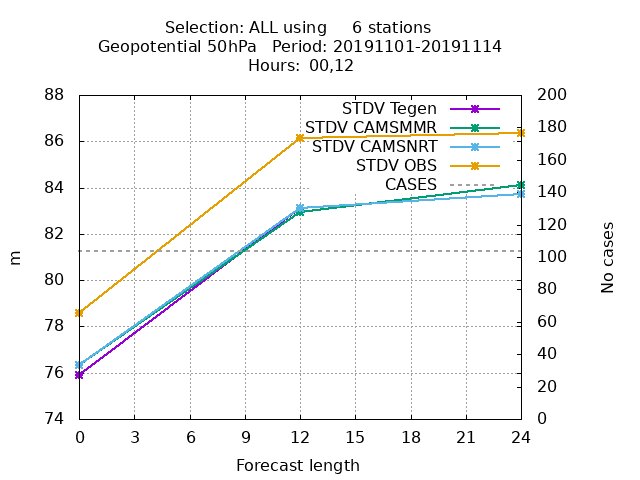 Selection: ALL using     6 stations
Geopotential 50hPa   Period: 20191101-20191114
Hours: 00,12
88
86
84
82
80
78
76
74
200
180
160
140
120
100
80
60
40
20
0
STDV Tegen
STDV CAMSMMR
STDV CAMSNRT
STDV OBS
CASES
m
No cases
0 3 6 9 12 15 18 21 24
Forecast length